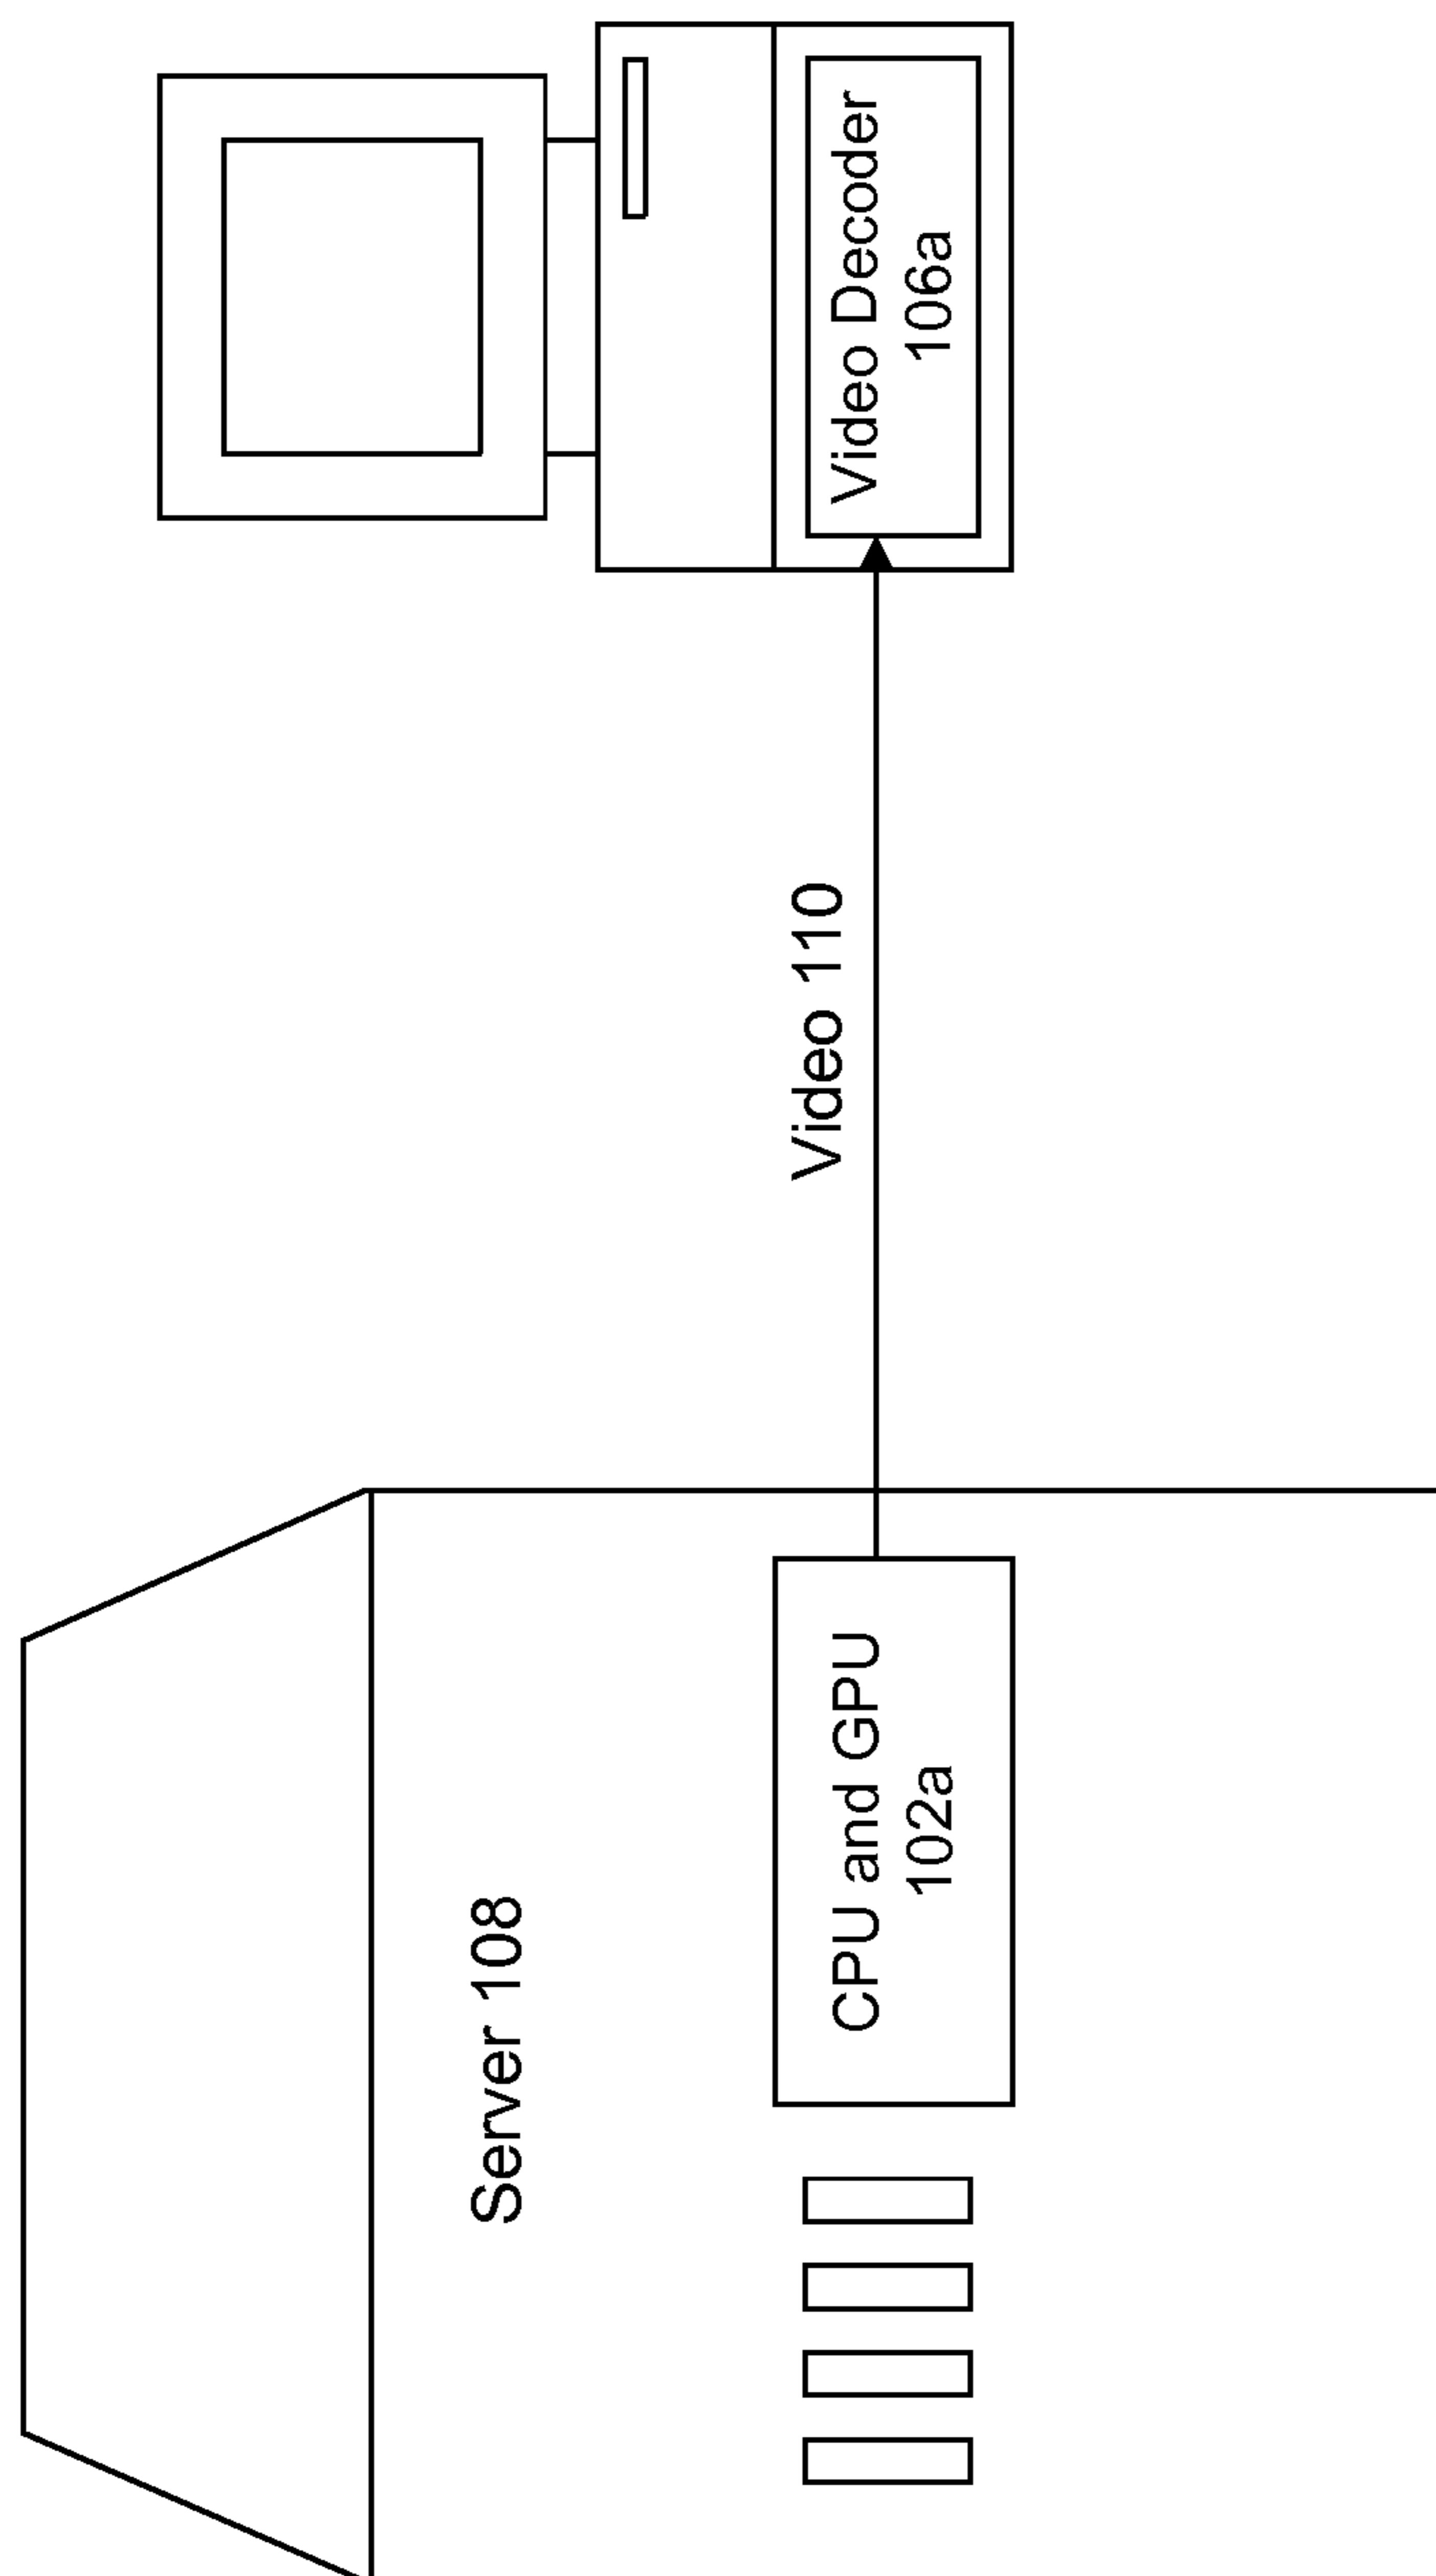 Server 108
CPU and GPU
102a
Video 110
Video Decoder
106a